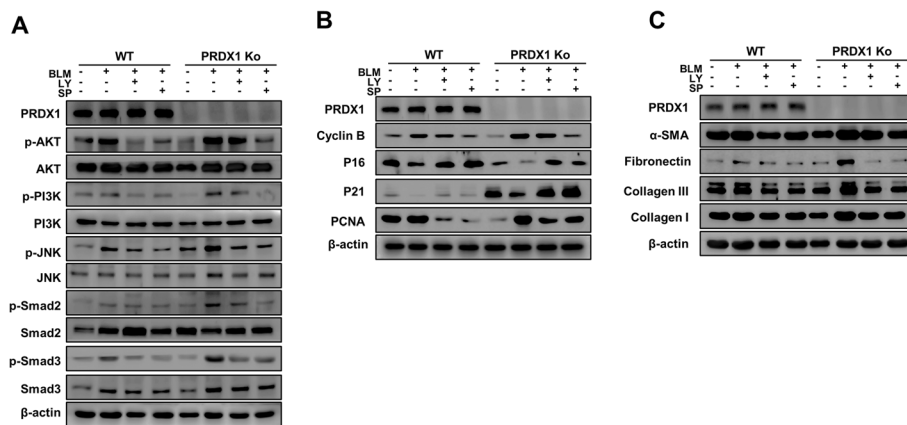 A
WT PRDX1 Ko
BLM - + + + - + + +
LY - - + - - - + -
SP - - - + - - - +
PRDX1
p-AKT
AKT
p-PI3K
PI3K
p-JNK
JNK
p-Smad2
Smad2
p-Smad3
Smad3
β-actin
B
WT PRDX1 Ko
BLM - + + + - + + +
LY - - + - - - + -
SP - - - + - - - +
PRDX1
Cyclin B
P16
P21
PCNA
β-actin
C
WT PRDX1 Ko
BLM - + + + - + + +
LY - - + - - - + -
SP - - - + - - - +
PRDX1
α-SMA
Fibronectin
Collagen III
Collagen I
β-actin